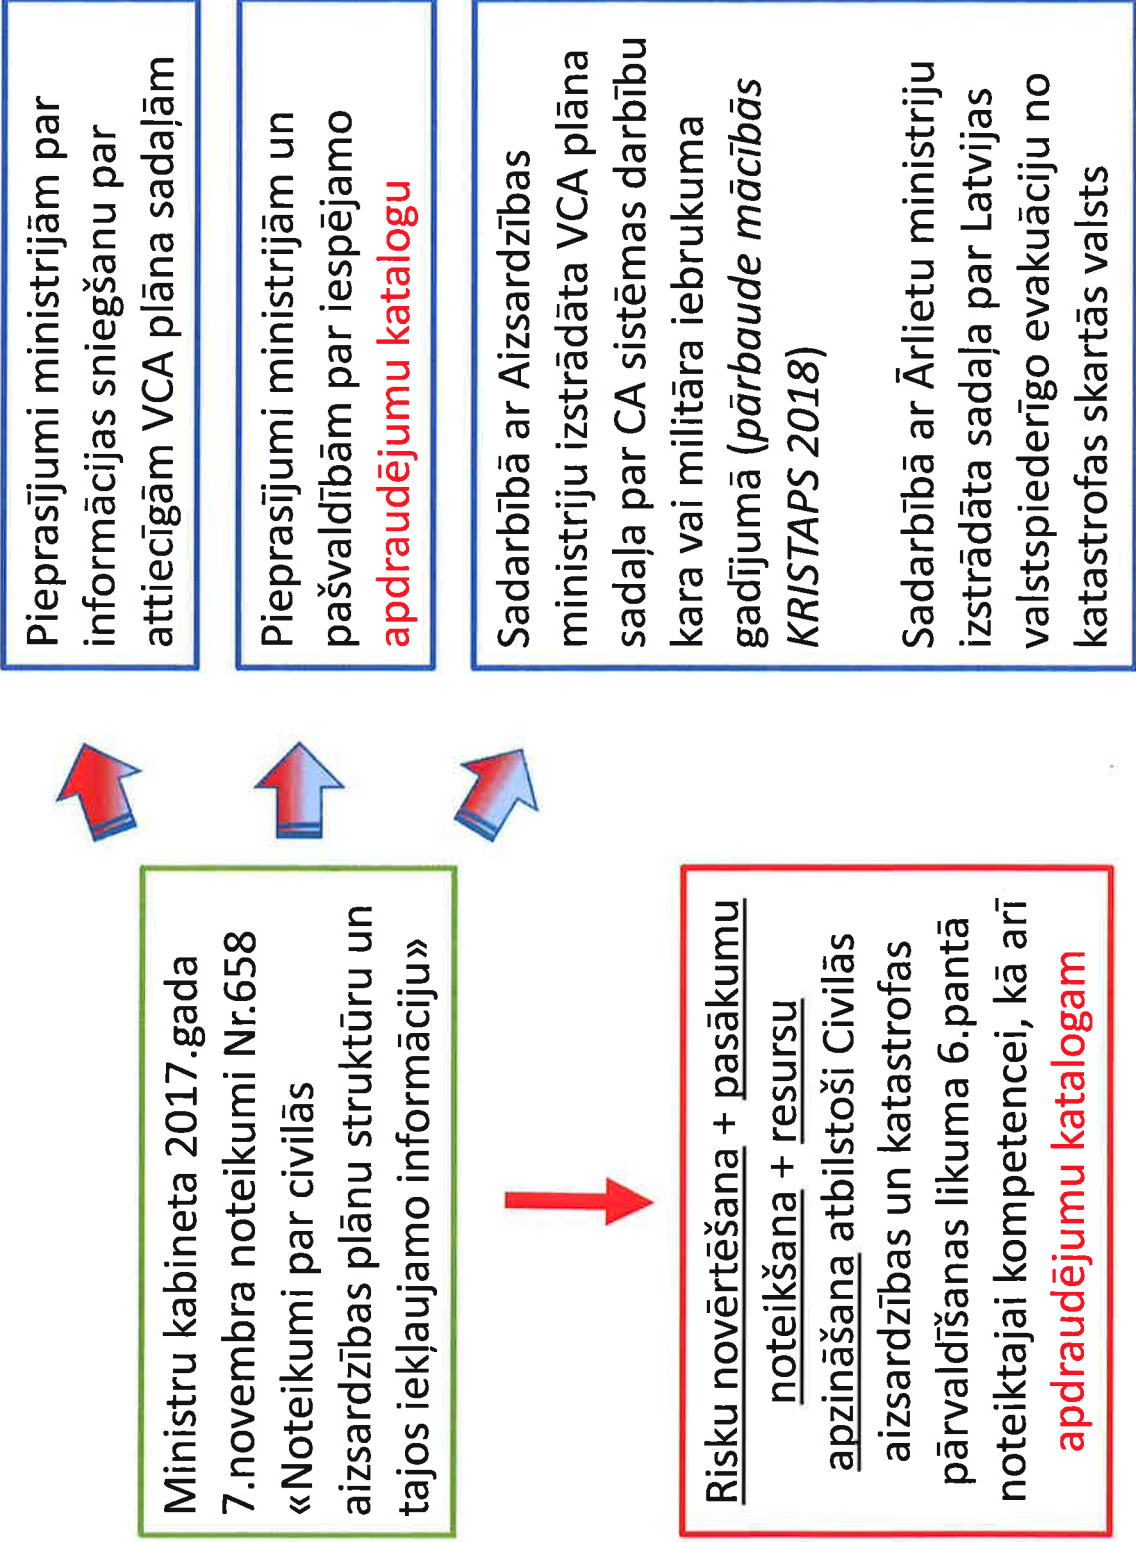 Ministru kabineta 2017.gada
7.novembra noteikumi Nr.658
«Noteikumi par civilās
aizsardzības plānu struktūru un
tajos iekļaujamo informāciju»
Risku novērtēšana + pasākumu
noteikšana + resursu
apzināšana atbilstoši Civilās
aizsardzības un katastrofas
pārvaldīšanas likuma 6.pantā
noteiktajai kompetencei, kā arī
apdraudējumu katalogam
Pieprasījumi ministrijām par
informācijas sniegšanu par
attiecīgām VCA plāna sadaļām
Pieprasījumi ministrijām un
pašvaldībām par iespējamo
apdraudējumu katalogu
Sadarbībā ar Aizsardzības
ministriju izstrādāta VCA plāna
sadaļa par CA sistēmas darbību
kara vai militāra iebrukuma
gadījumā (pārbaude mācībās
KRISTAPS 2018)
Sadarbībā ar Ārlietu ministriju
izstrādāta sadaļa par Latvijas
valstspiederīgo evakuāciju no
katastrofas skartās valsts